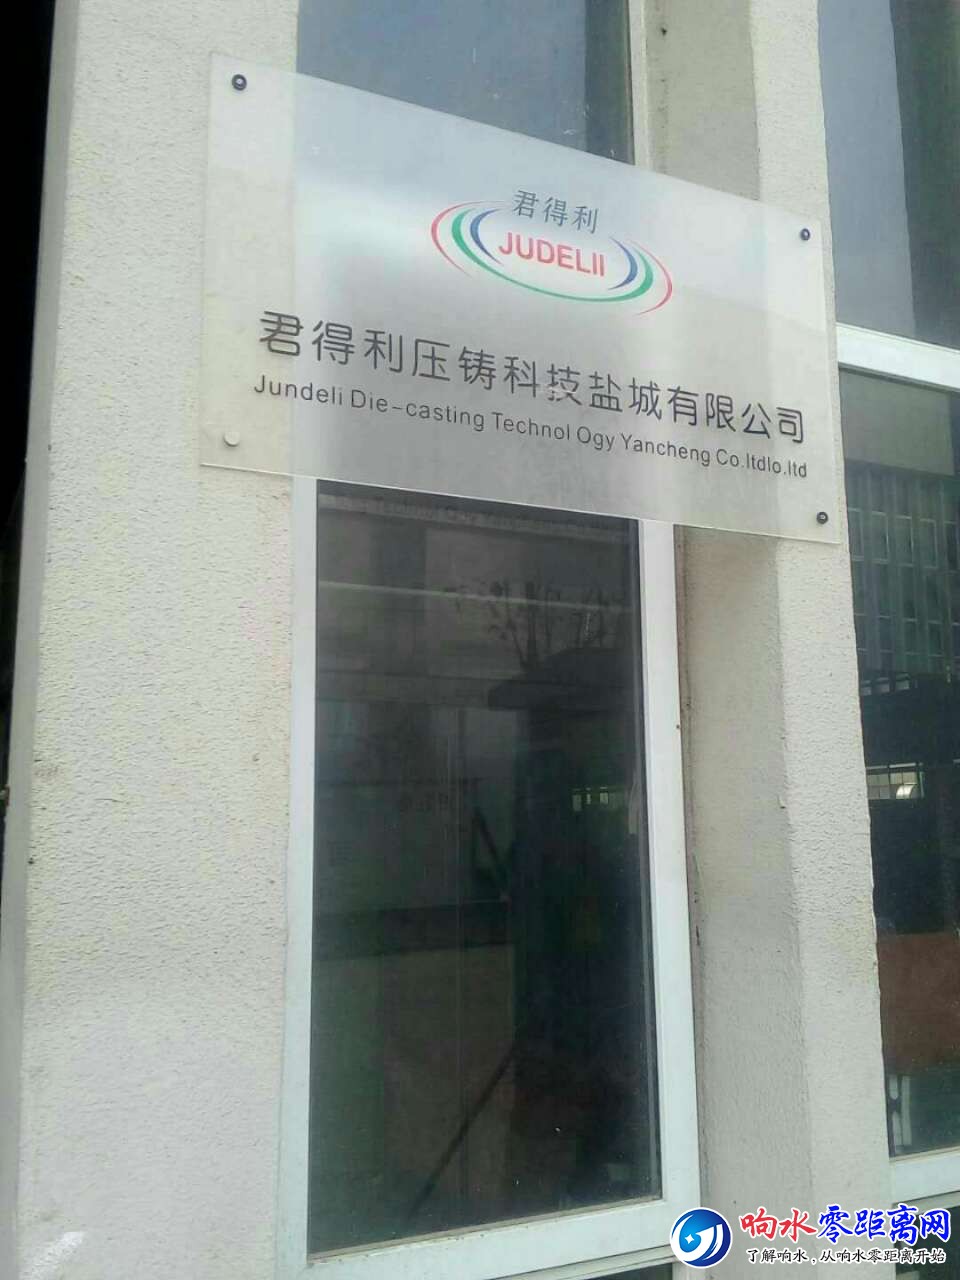 君得利
JUDELII
君得利压铸科技盐城有限公司
Jundeli Die-casting Technol Ogy Yancheng Co.ltdlo.ltd
响水零距离网
了解响水,从响水零距离开始